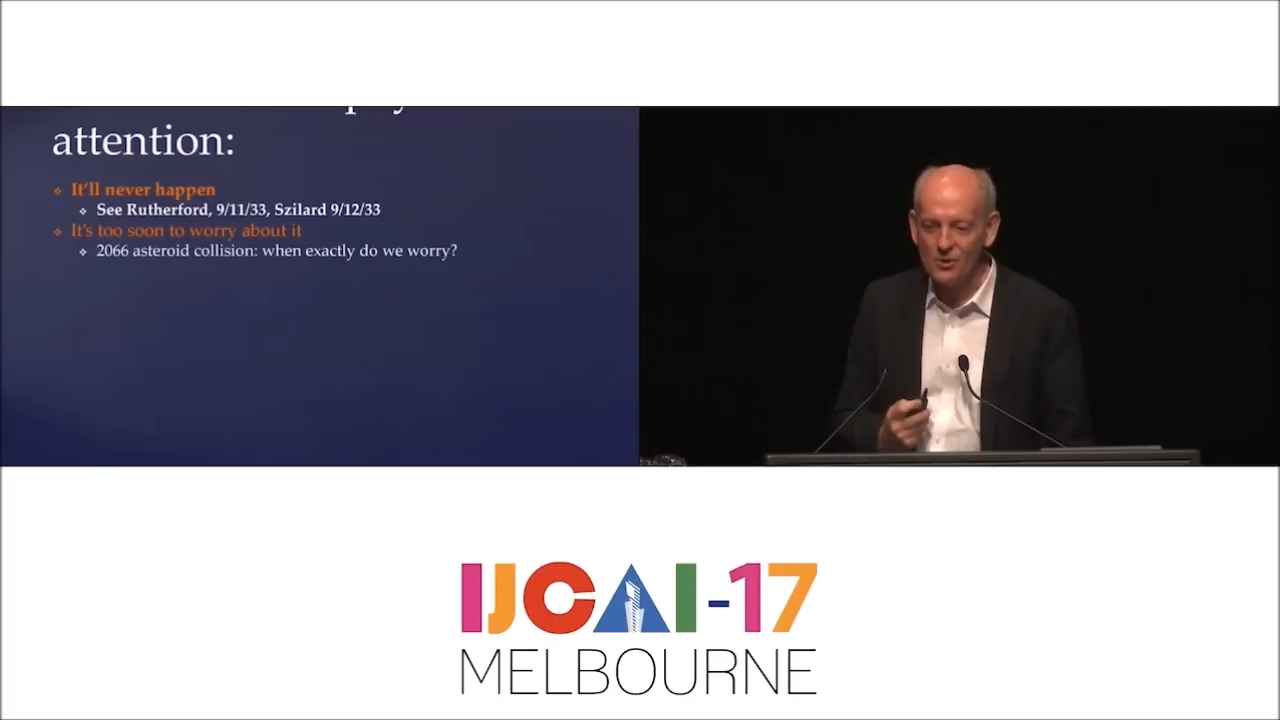 attention:
It'll never happen
See Rutherford, 9/11/33, Szilard 9/12/33
It's too soon to worry about it
2066 asteroid collision: when exactly do we worry?
IJCAI-17
MELBOURNE